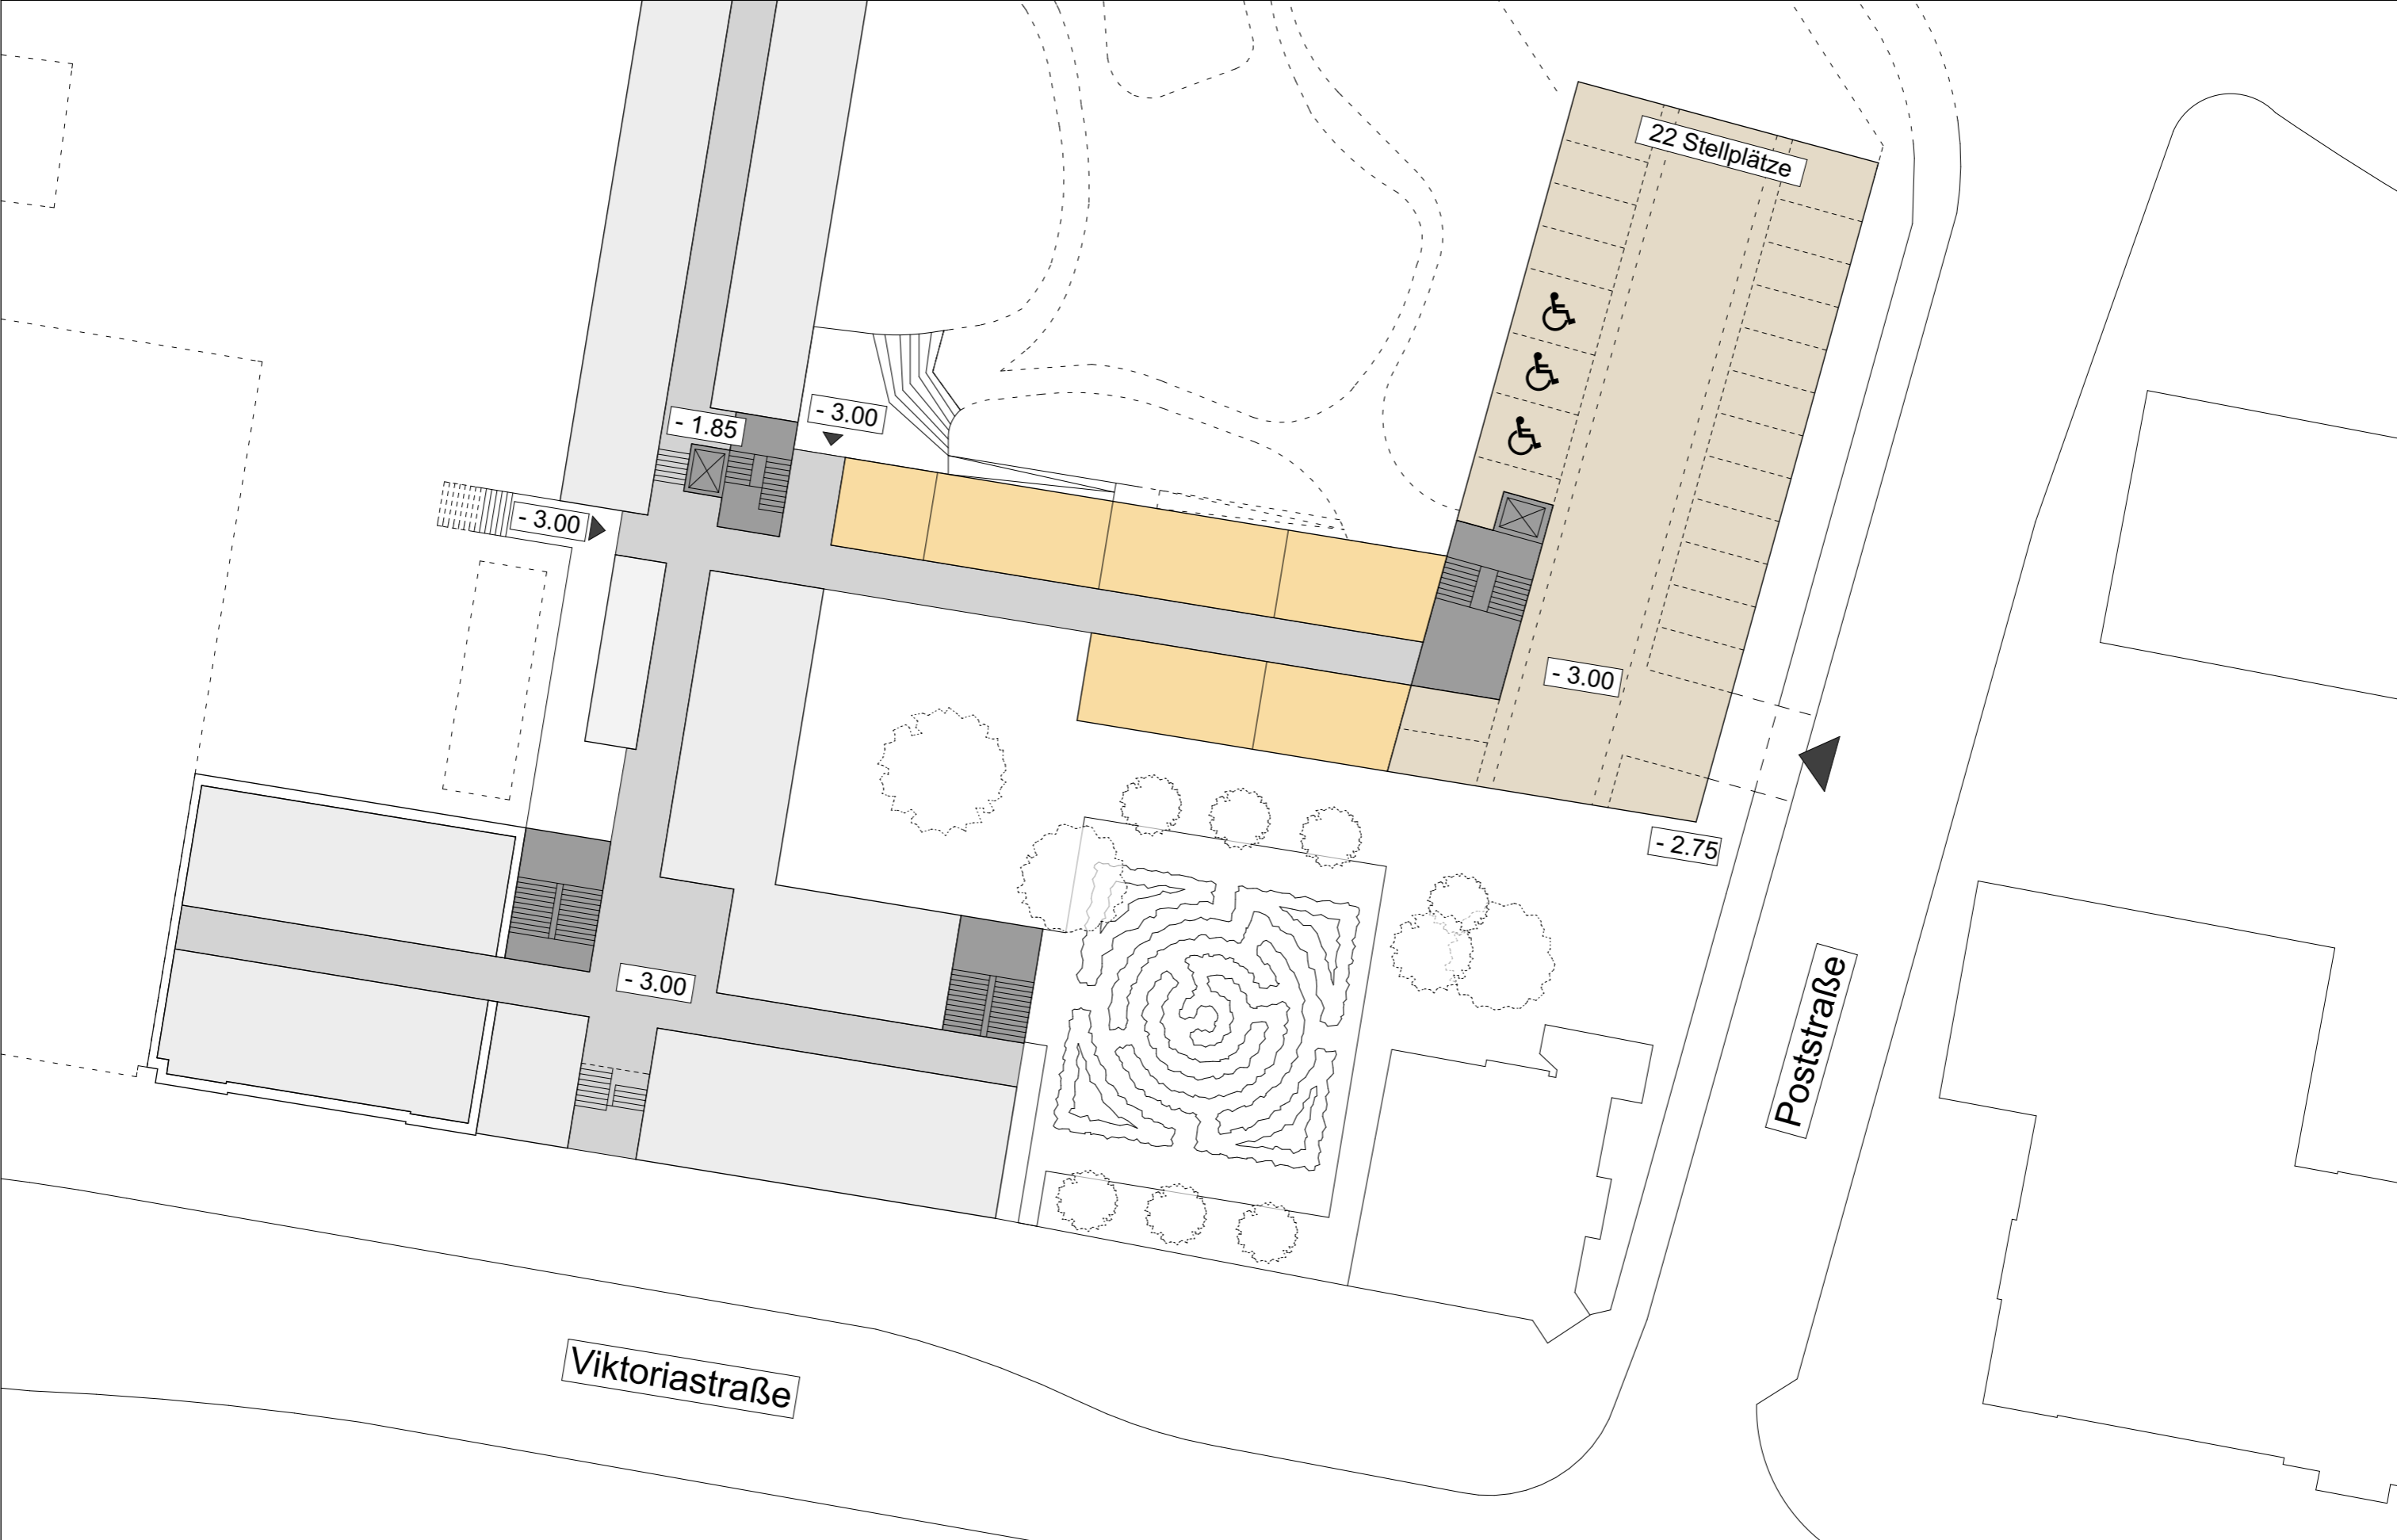 22 Stellplätze
- 1.85
- 3.00
- 3.00
- 3.00
- 2.75
- 3.00
Poststraße
Viktoriastraße